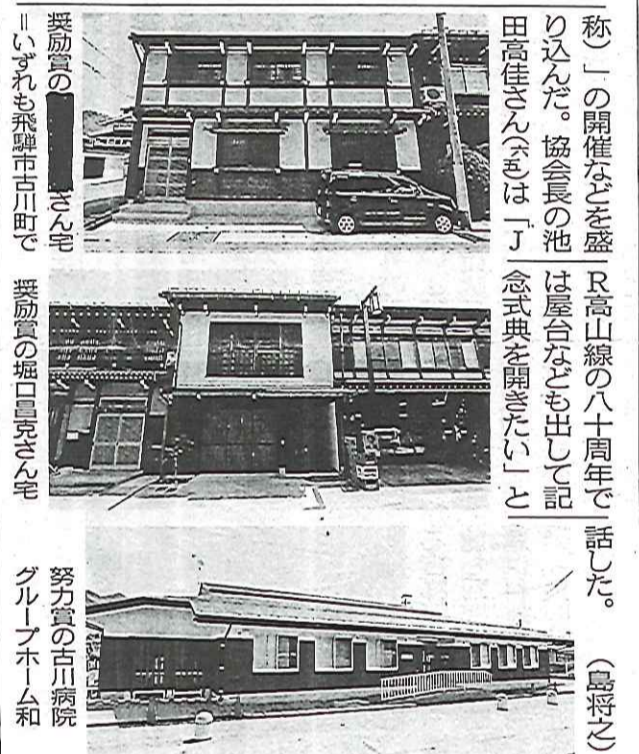 称）」の開催などを盛
り込んだ。協会長の池
田高佳さん（六五）は「J
R高山線の八十周年で
は屋台なども出して記
念式典を開きたい」と
話した。　（島将之）
奨励賞の
さん宅
＝いずれも飛騨市古川町で
奨励賞の堀口昌克さん宅
努力賞の古川病院
グループホーム和